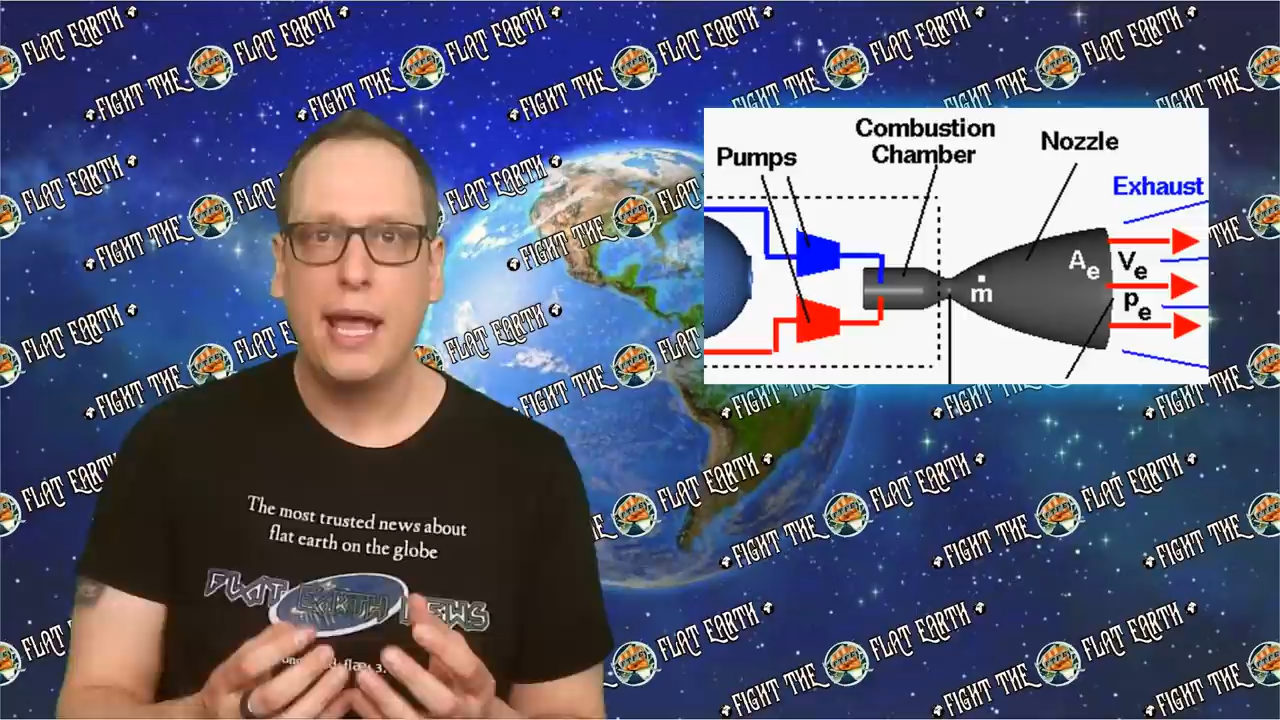 FIGHT THE FLAT EARTH
Pumps
Combustion
Chamber
Nozzle
Exhaust
Ae
Ve
ṁ
pe
The most trusted news about
flat earth on the globe
FLAT EARTH NEWS